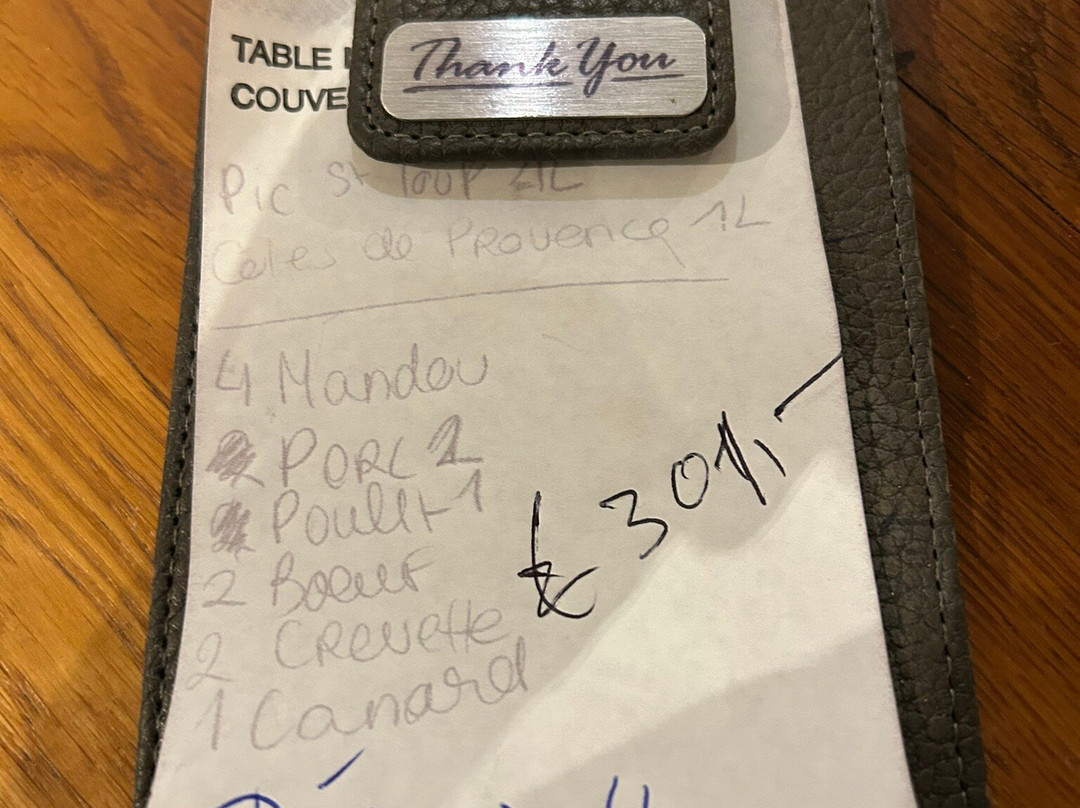 Thank You
TABLE
COUVE
Pic St loup 1L
Cotes de Provence 1L
4 Mandou
PORC 2
Poulet 1
2 Boeuf
2 Crevette
1 Canard
301,-